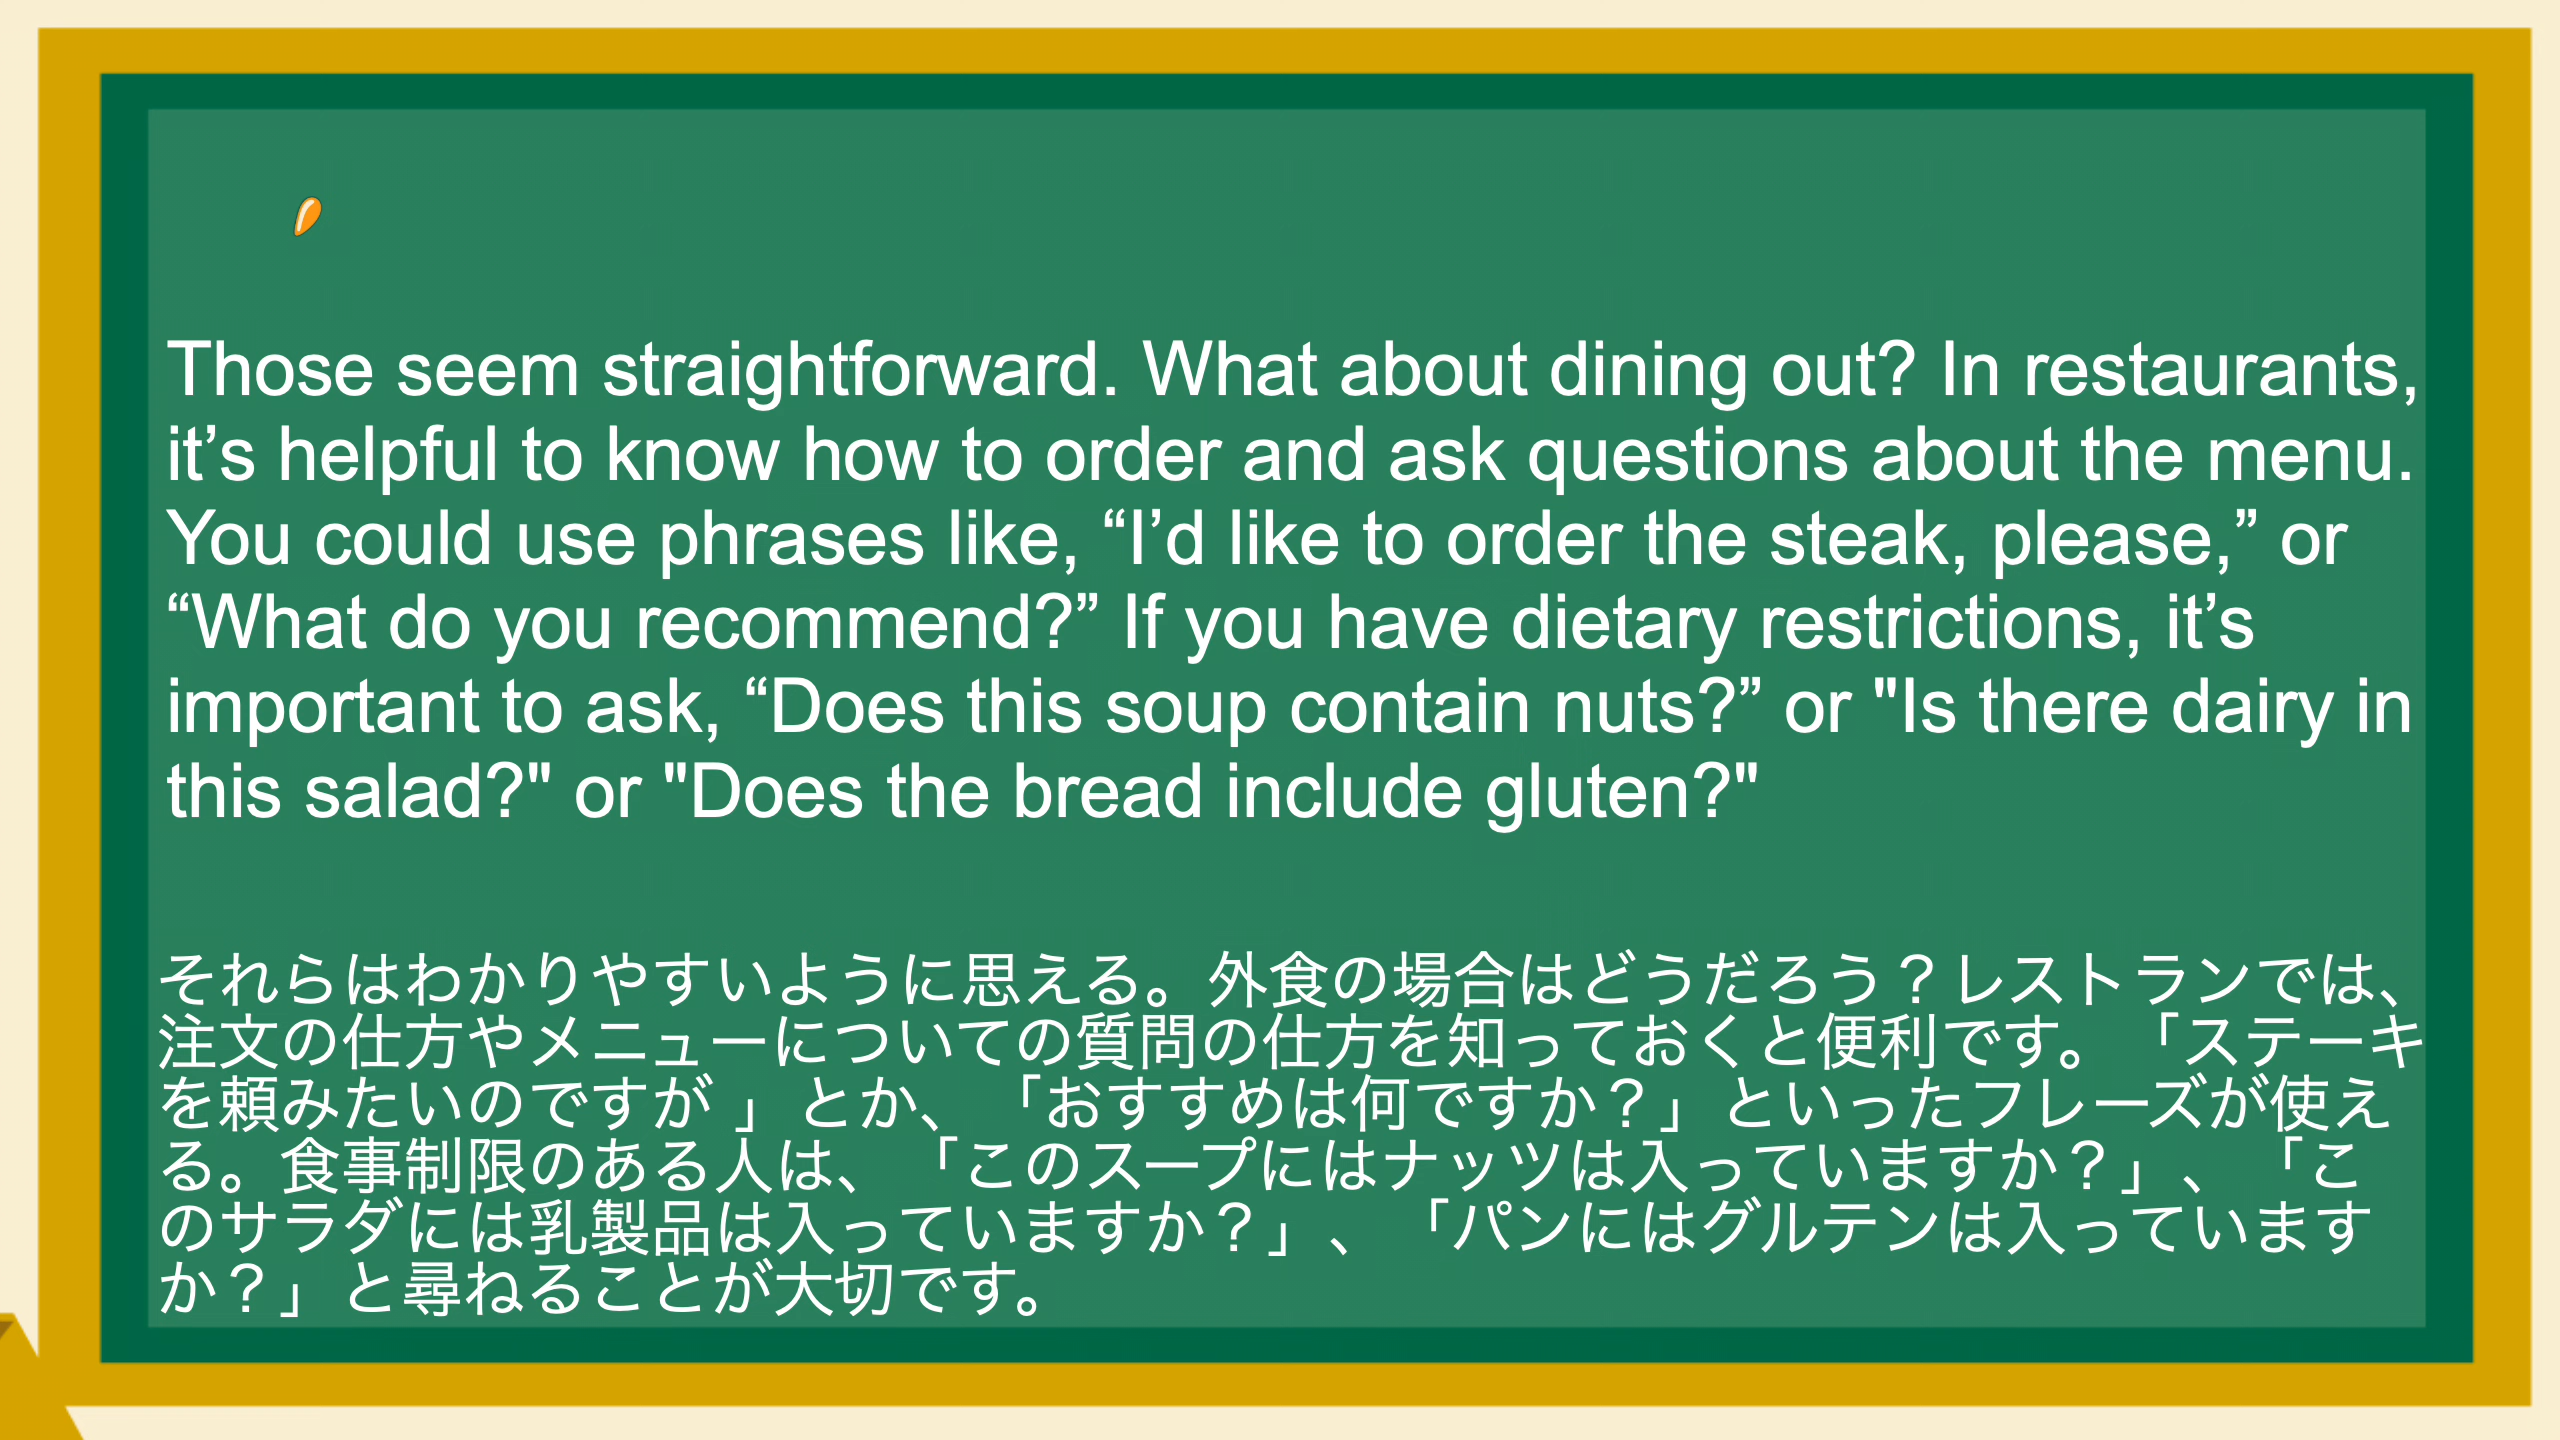 Those seem straightforward. What about dining out? In restaurants,
it’s helpful to know how to order and ask questions about the menu.
You could use phrases like, “I’d like to order the steak, please,” or
“What do you recommend?” If you have dietary restrictions, it’s
important to ask, “Does this soup contain nuts?” or "Is there dairy in
this salad?" or "Does the bread include gluten?"
それらはわかりやすいように思える。外食の場合はどうだろう？レストランでは、
注文の仕方やメニューについての質問の仕方を知っておくと便利です。「ステーキ
を頼みたいのですが 」とか、「おすすめは何ですか？」といったフレーズが使え
る。食事制限のある人は、「このスープにはナッツは入っていますか？」、「こ
のサラダには乳製品は入っていますか？」、「パンにはグルテンは入っています
か？」と尋ねることが大切です。